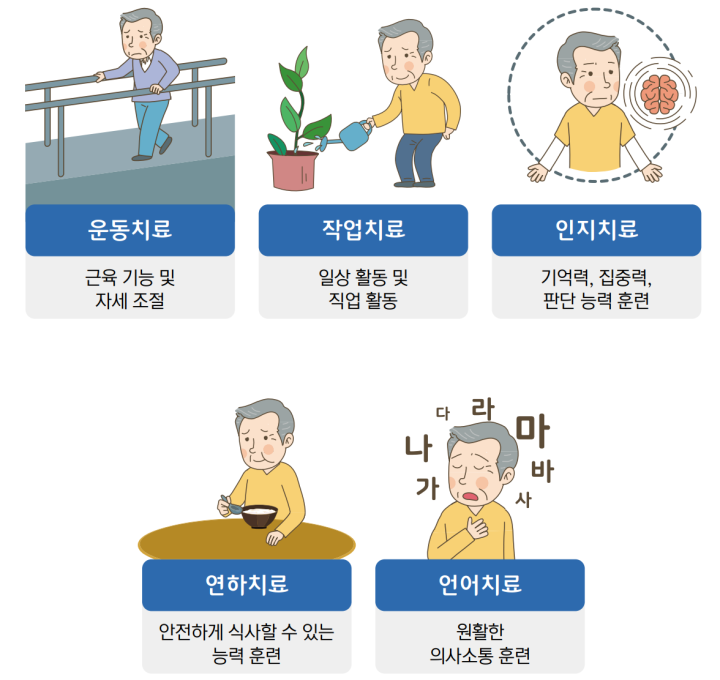 운동치료
근육 기능 및
자세 조절
작업치료
일상 활동 및
직업 활동
인지치료
기억력, 집중력,
판단 능력 훈련
연하치료
안전하게 식사할 수 있는
능력 훈련
가
나
다
라
마
바
사
언어치료
원활한
의사소통 훈련